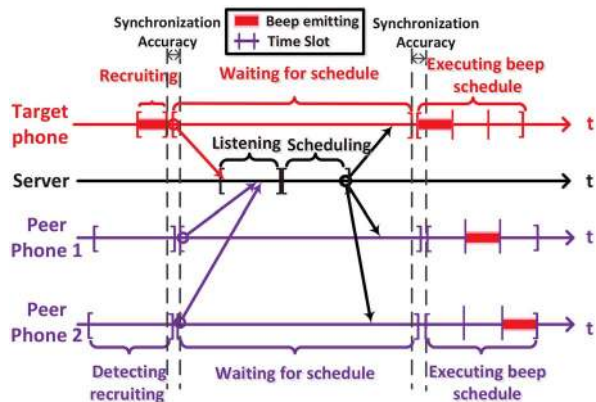 Synchronization
Accuracy
Beep emitting
Time Slot
Synchronization
Accuracy
Recruiting
Waiting for schedule
Executing beep
schedule
Target
phone
t
Listening
Scheduling
Server
t
Peer
Phone 1
t
Peer
Phone 2
t
Detecting
recruiting
Waiting for schedule
Executing beep
schedule